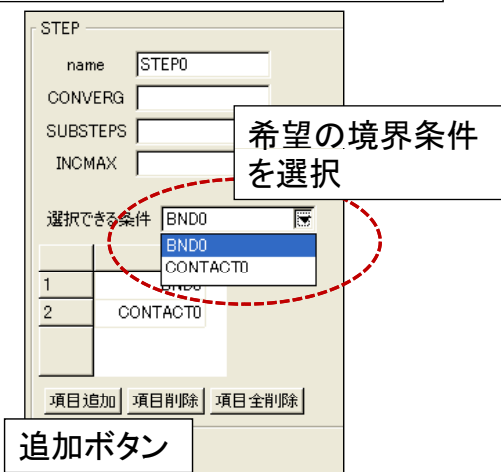 STEP
name STEP0
CONVERG
SUBSTEPS
INCMAX
希望の境界条件
を選択
選択できる条件 BND0
BND0
CONTACT0
1 BND0
2 CONTACT0
項目追加 項目削除 項目全削除
追加ボタン